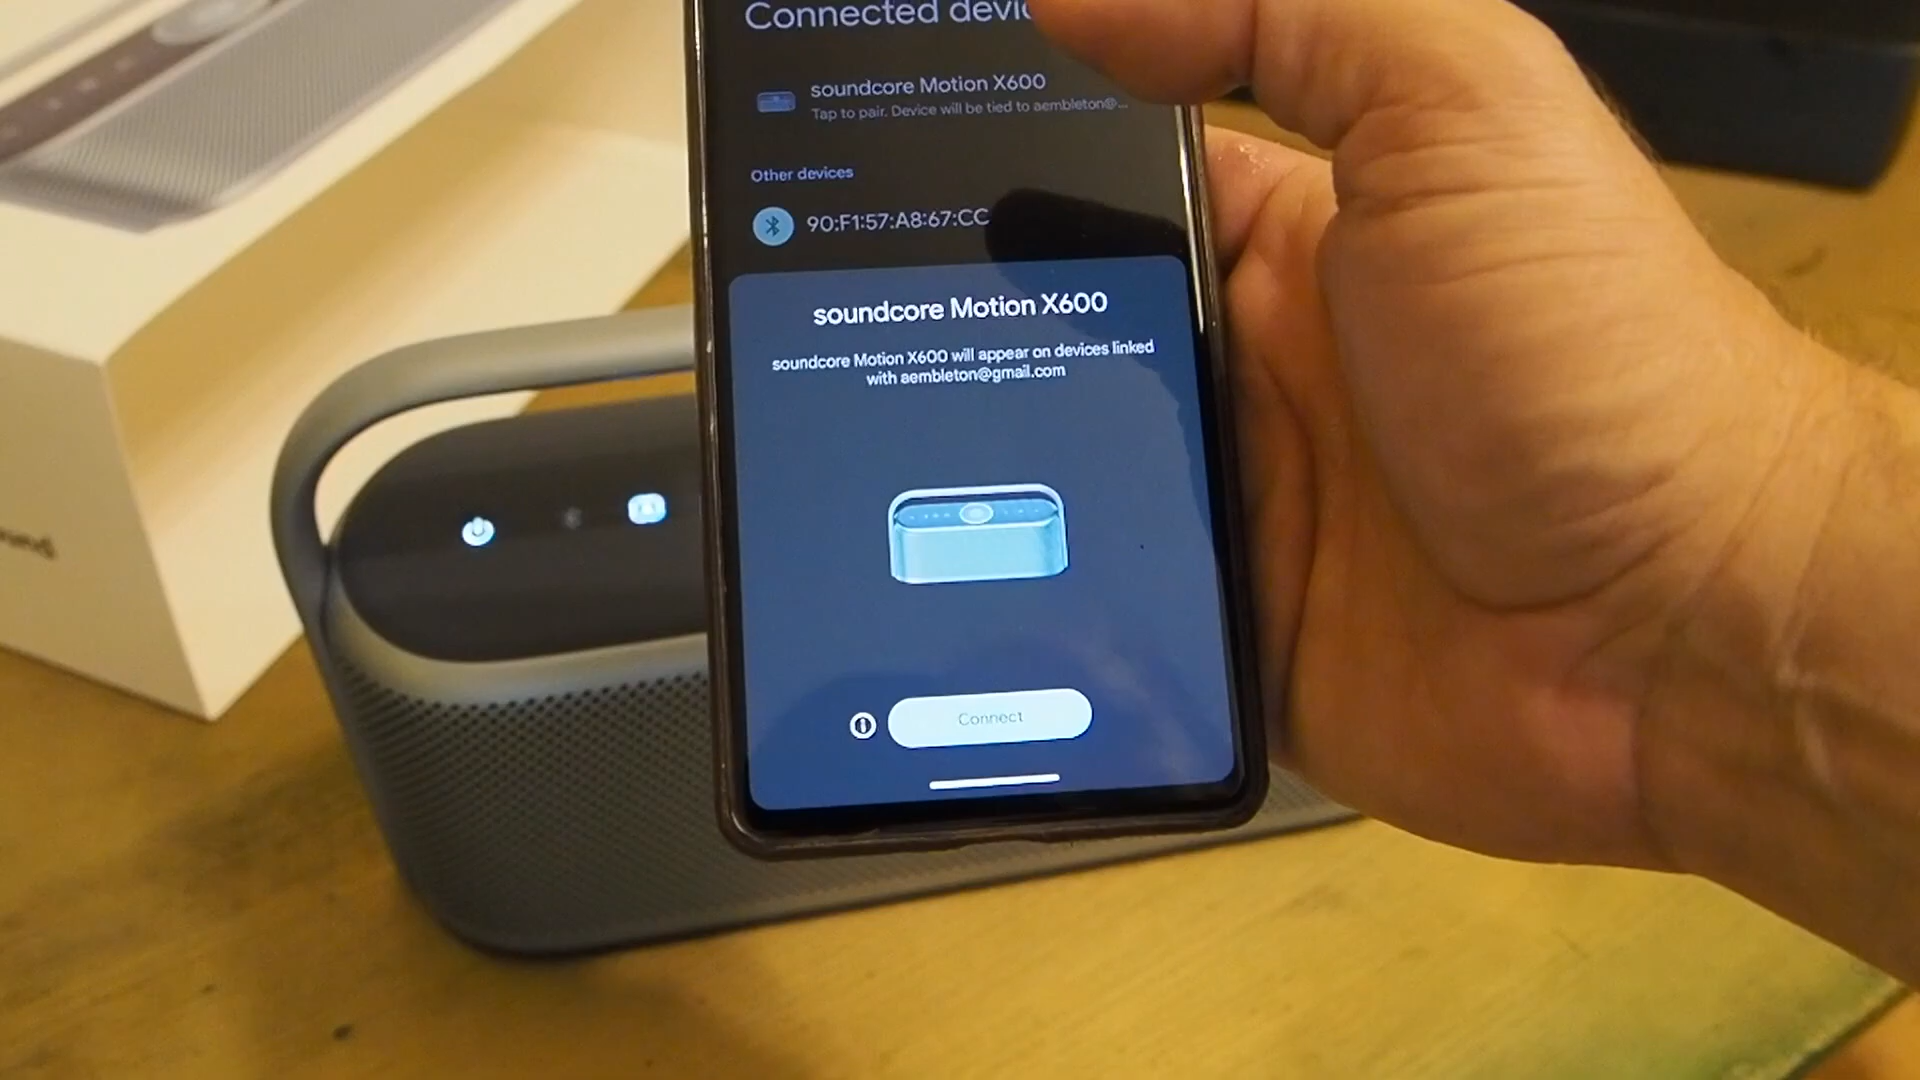 Connected devic
soundcore Motion X600
Tap to pair. Device will be tied to aembleton@...
Other devices
90:F1:57:A8:67:CC
soundcore Motion X600
soundcore Motion X600 will appear on devices linked
with aembleton@gmail.com
Connect